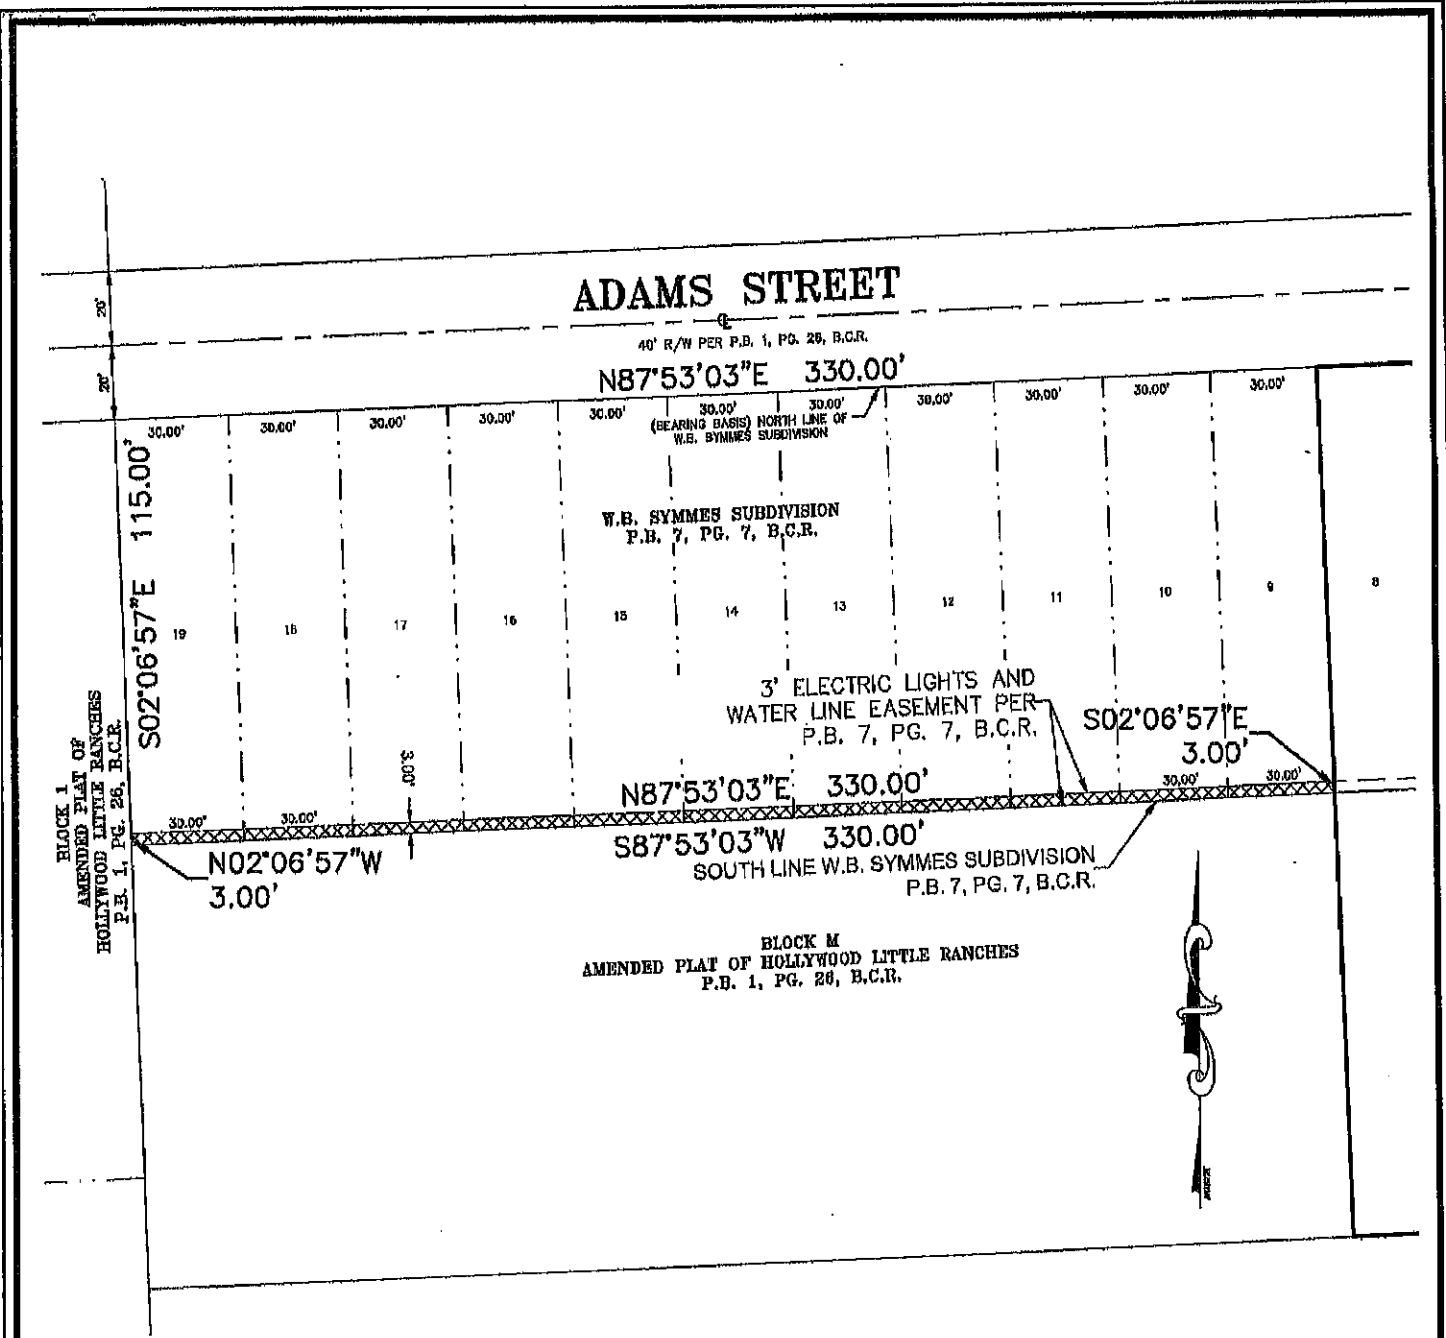 ADAMS STREET
20'
℄
40' R/W PER P.B. 1, PG. 26, B.C.R.
20'
N87°53'03"E 330.00'
30.00' 30.00' 30.00' 30.00' 30.00' 30.00' 30.00' 30.00' 30.00' 30.00' 30.00'
(BEARING BASIS) NORTH LINE OF
W.B. SYMMES SUBDIVISION
S02°06'57"E 115.00'
W.B. SYMMES SUBDIVISION
P.B. 7, PG. 7, B.C.R.
19 18 17 16 15 14 13 12 11 10 9 8
3' ELECTRIC LIGHTS AND
WATER LINE EASEMENT PER
P.B. 7, PG. 7, B.C.R.
S02°06'57"E
3.00'
BLOCK 1
AMENDED PLAT OF
HOLLYWOOD LITTLE RANCHES
P.B. 1, PG. 26, B.C.R.
3.00'
N87°53'03"E 330.00'
30.00' 30.00'
30.00' 30.00'
S87°53'03"W 330.00'
N02°06'57"W
3.00'
SOUTH LINE W.B. SYMMES SUBDIVISION
P.B. 7, PG. 7, B.C.R.
BLOCK M
AMENDED PLAT OF HOLLYWOOD LITTLE RANCHES
P.B. 1, PG. 26, B.C.R.